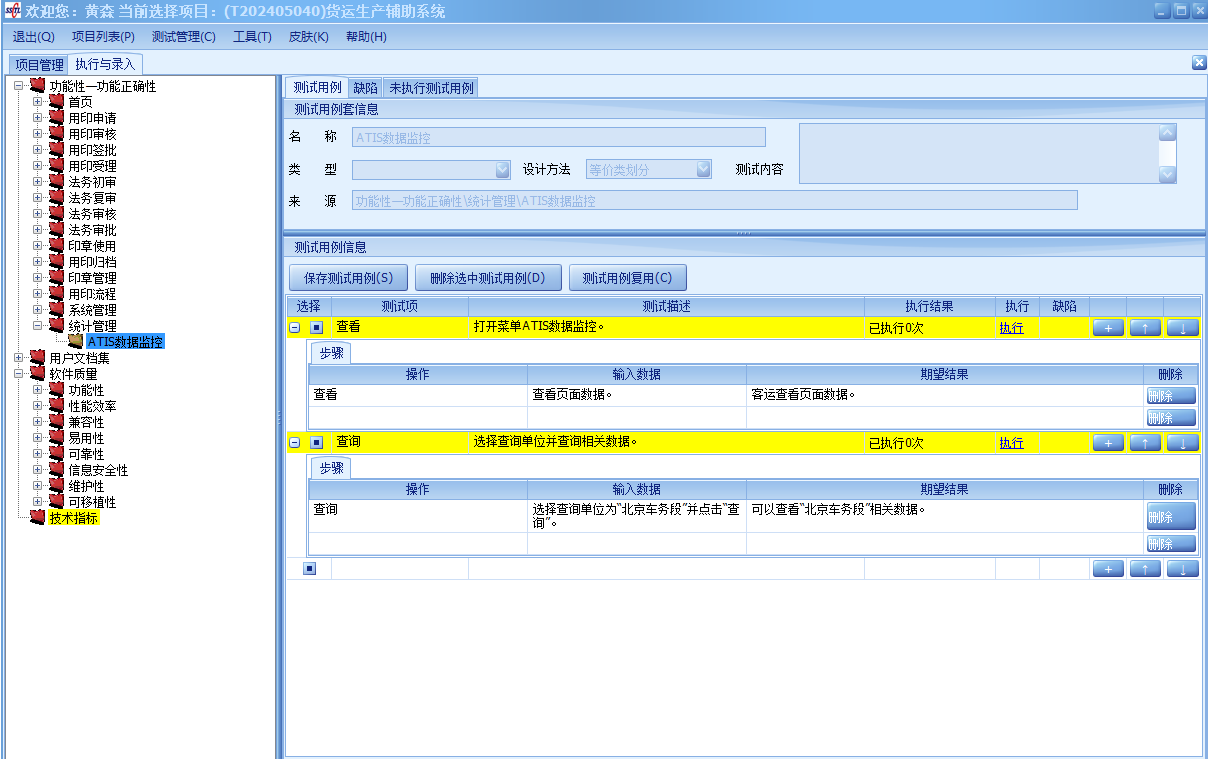 欢迎您：黄森 当前选择项目：(T202405040)货运生产辅助系统
退出(Q) 项目列表(P) 测试管理(C) 工具(T) 皮肤(K) 帮助(H)
项目管理 执行与录入
功能性—功能正确性
首页
用印申请
用印审核
用印签批
用印受理
法务初审
法务复审
法务审核
法务审批
印章使用
用印归档
印章管理
用印流程
系统管理
统计管理
ATIS数据监控
用户文档集
软件质量
功能性
性能效率
兼容性
易用性
可靠性
信息安全性
维护性
可移植性
技术指标
测试用例 缺陷 未执行测试用例
测试用例套信息
名 称 ATIS数据监控
类 型 设计方法 等价类划分 测试内容
来 源 功能性—功能正确性\统计管理\ATIS数据监控
测试用例信息
保存测试用例(S) 删除选中测试用例(D) 测试用例复用(C)
选择 测试项 测试描述 执行结果 执行 缺陷
查看 打开菜单ATIS数据监控。 已执行0次 执行 + ↑ ↓
步骤
操作 输入数据 期望结果 删除
查看 查看页面数据。 客运查看页面数据。 删除
删除
查询 选择查询单位并查询相关数据。 已执行0次 执行 + ↑ ↓
步骤
操作 输入数据 期望结果 删除
查询 选择查询单位为“北京车务段”并点击“查 可以查看“北京车务段”相关数据。 删除
询”。
删除
+ ↑ ↓